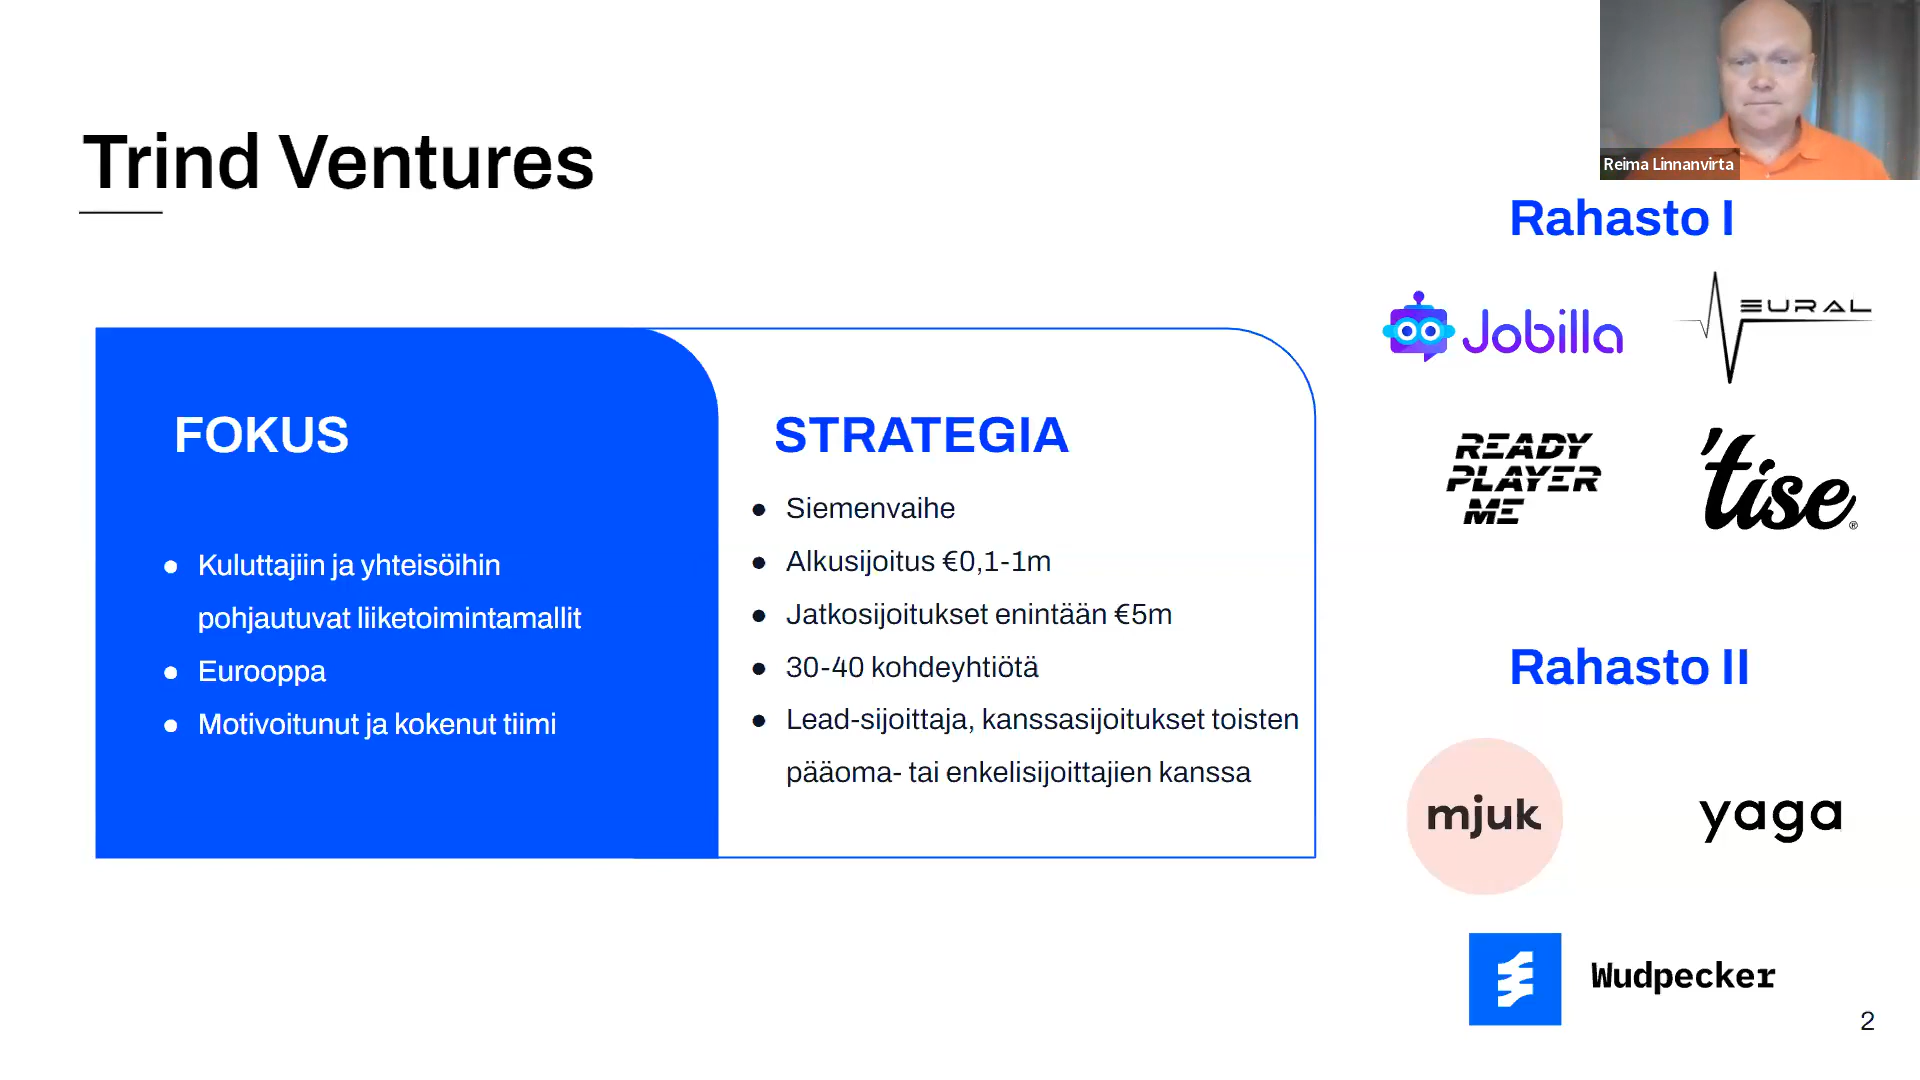 Trind Ventures
FOKUS
Kuluttajiin ja yhteisöihin
pohjautuvat liiketoimintamallit
Eurooppa
Motivoitunut ja kokenut tiimi
STRATEGIA
Siemenvaihe
Alkusijoitus €0,1-1m
Jatkosijoitukset enintään €5m
30-40 kohdeyhtiötä
Lead-sijoittaja, kanssasijoitukset toisten
pääoma- tai enkelisijoittajien kanssa
Reima Linnanvirta
Rahasto I
Jobilla
EURAL
READY
PLAYER
ME
'tise®
Rahasto II
mjuk
yaga
Wudpecker
2